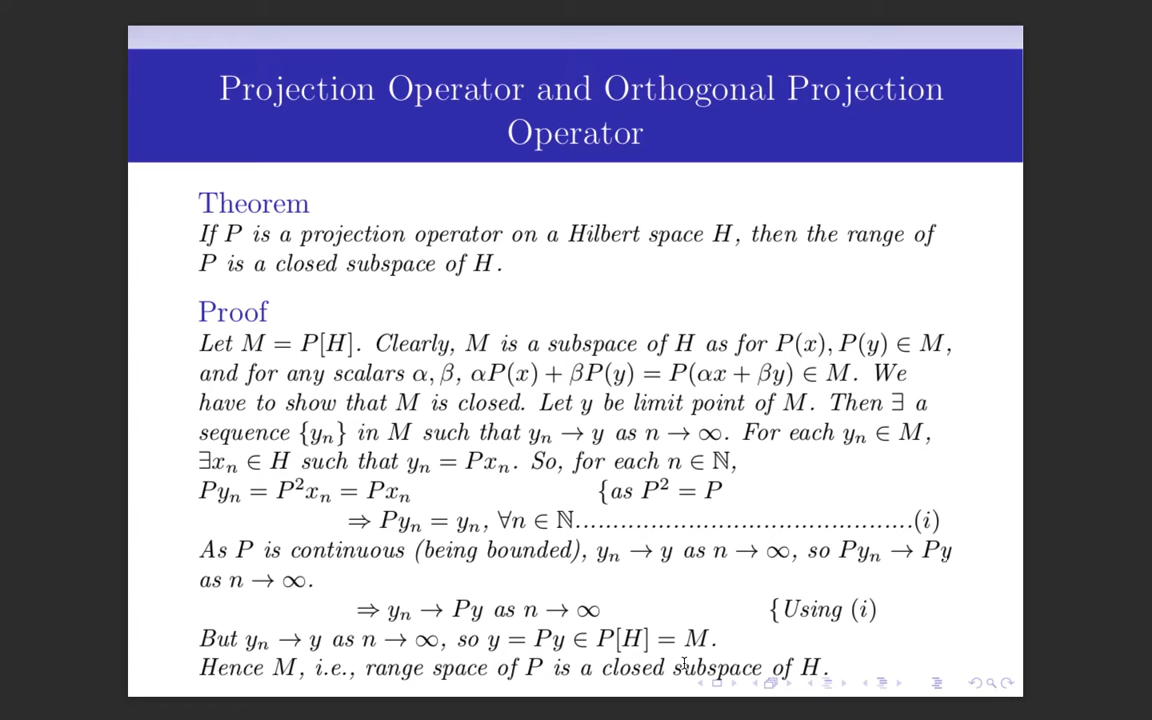 Projection Operator and Orthogonal Projection
Operator
Theorem
If P is a projection operator on a Hilbert space H, then the range of
P is a closed subspace of H.
Proof
Let M = P[H]. Clearly, M is a subspace of H as for P(x), P(y) ∈ M,
and for any scalars α, β, αP(x) + βP(y) = P(αx + βy) ∈ M. We
have to show that M is closed. Let y be limit point of M. Then ∃ a
sequence {yₙ} in M such that yₙ → y as n → ∞. For each yₙ ∈ M,
∃xₙ ∈ H such that yₙ = Pxₙ. So, for each n ∈ ℕ,
Pyₙ = P²xₙ = Pxₙ {as P² = P
⇒ Pyₙ = yₙ, ∀n ∈ ℕ............................................(i)
As P is continuous (being bounded), yₙ → y as n → ∞, so Pyₙ → Py
as n → ∞.
⇒ yₙ → Py as n → ∞ {Using (i)
But yₙ → y as n → ∞, so y = Py ∈ P[H] = M.
Hence M, i.e., range space of P is a closed subspace of H.